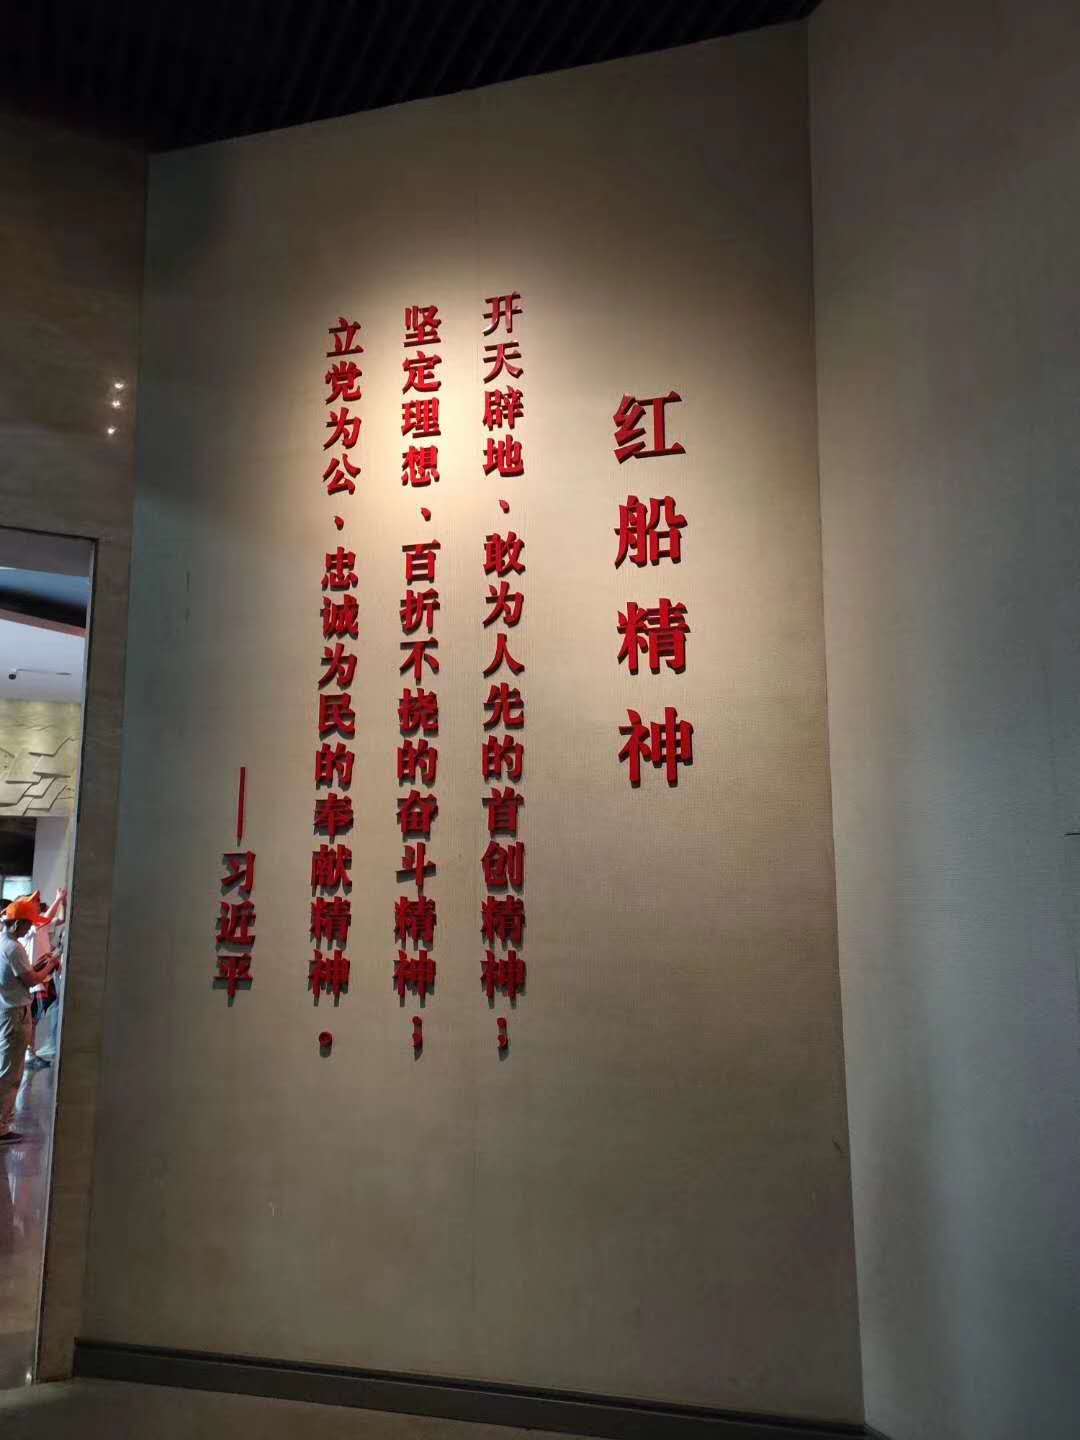 红船精神
开天辟地、敢为人先的首创精神；
坚定理想、百折不挠的奋斗精神；
立党为公、忠诚为民的奉献精神。
——习近平